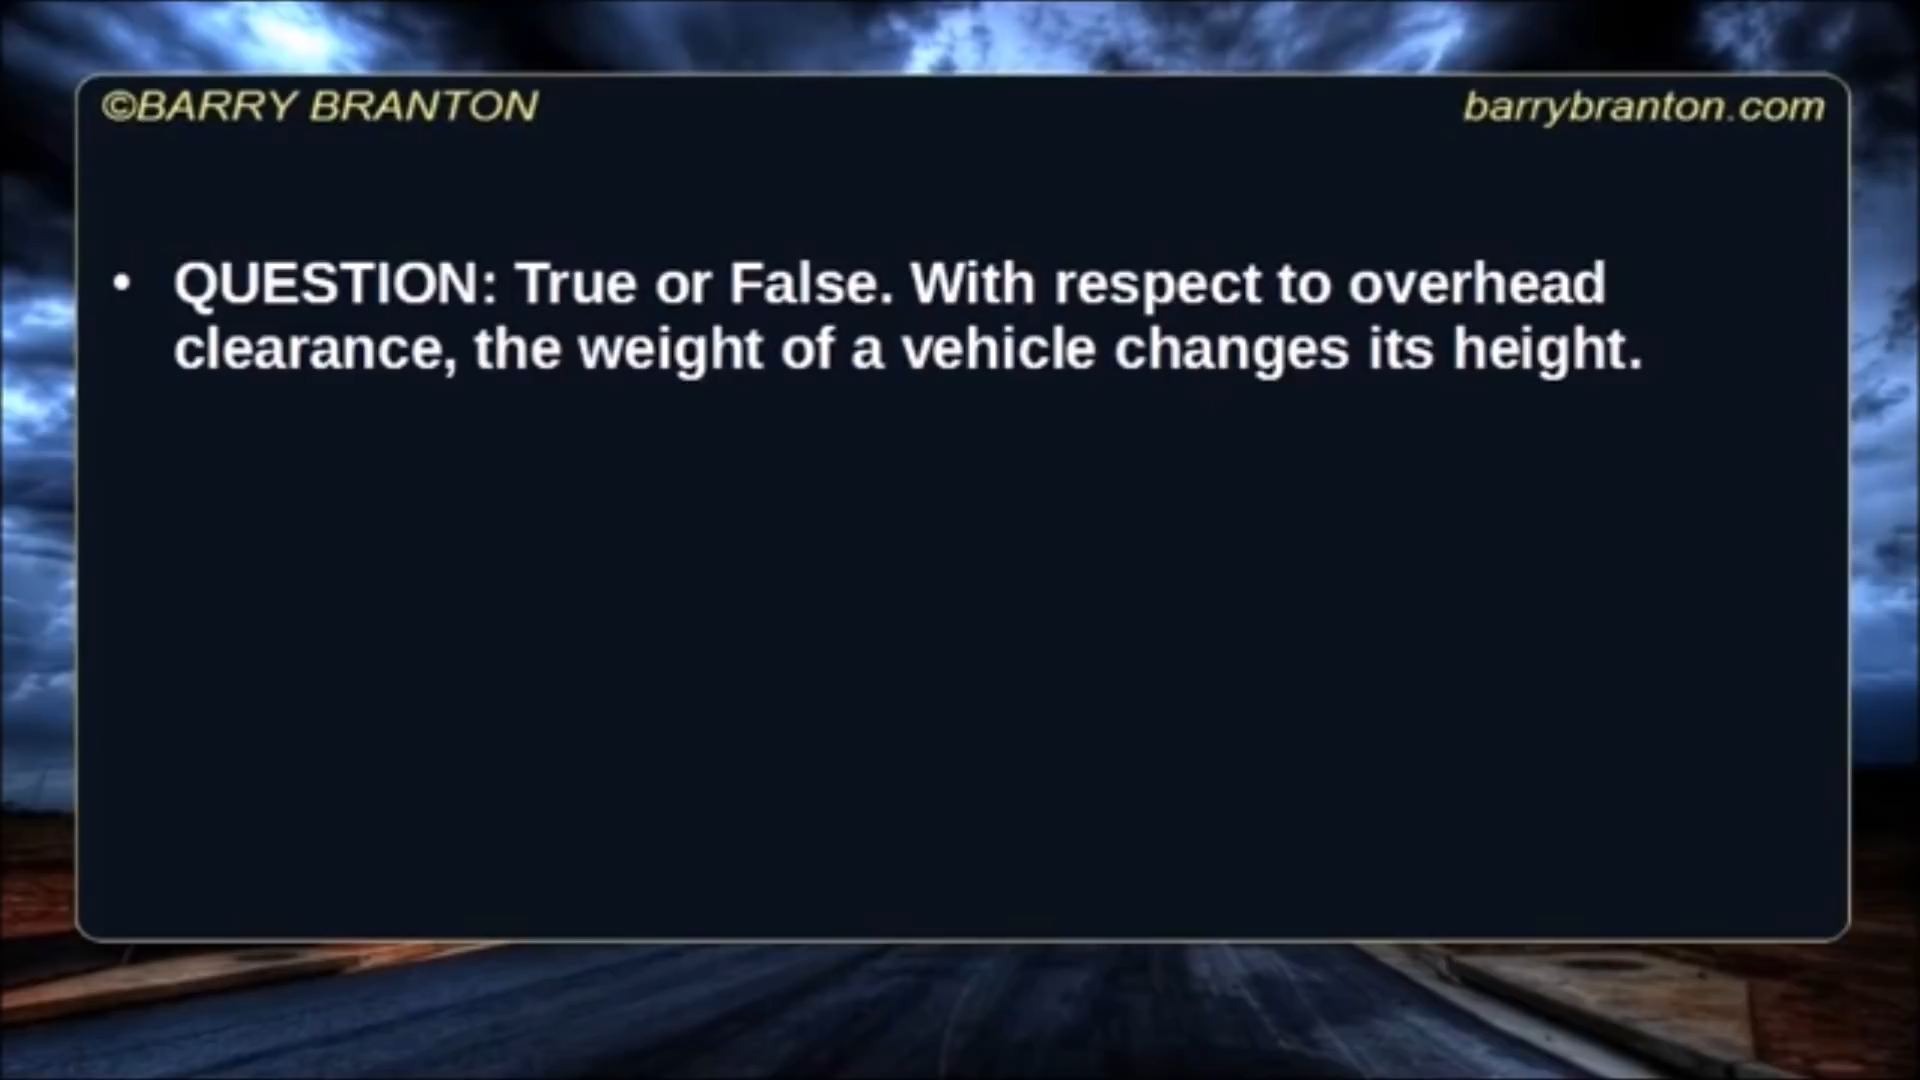 ©BARRY BRANTON
barrybranton.com
• QUESTION: True or False. With respect to overhead
clearance, the weight of a vehicle changes its height.